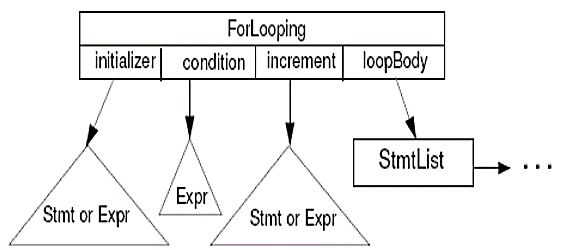 ForLooping
initializer condition increment loopBody
StmtList ...
Expr
Stmt or Expr Stmt or Expr